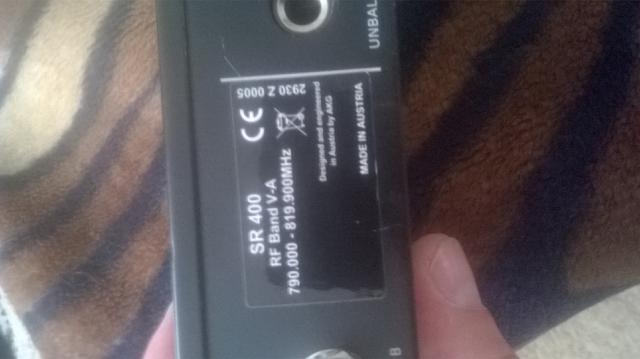 UNBAL
2930 Z 0005
CE
SR 400
RF Band V-A
790.000 - 819.900MHz
Designed and engineered
in Austria by AKG
MADE IN AUSTRIA
B